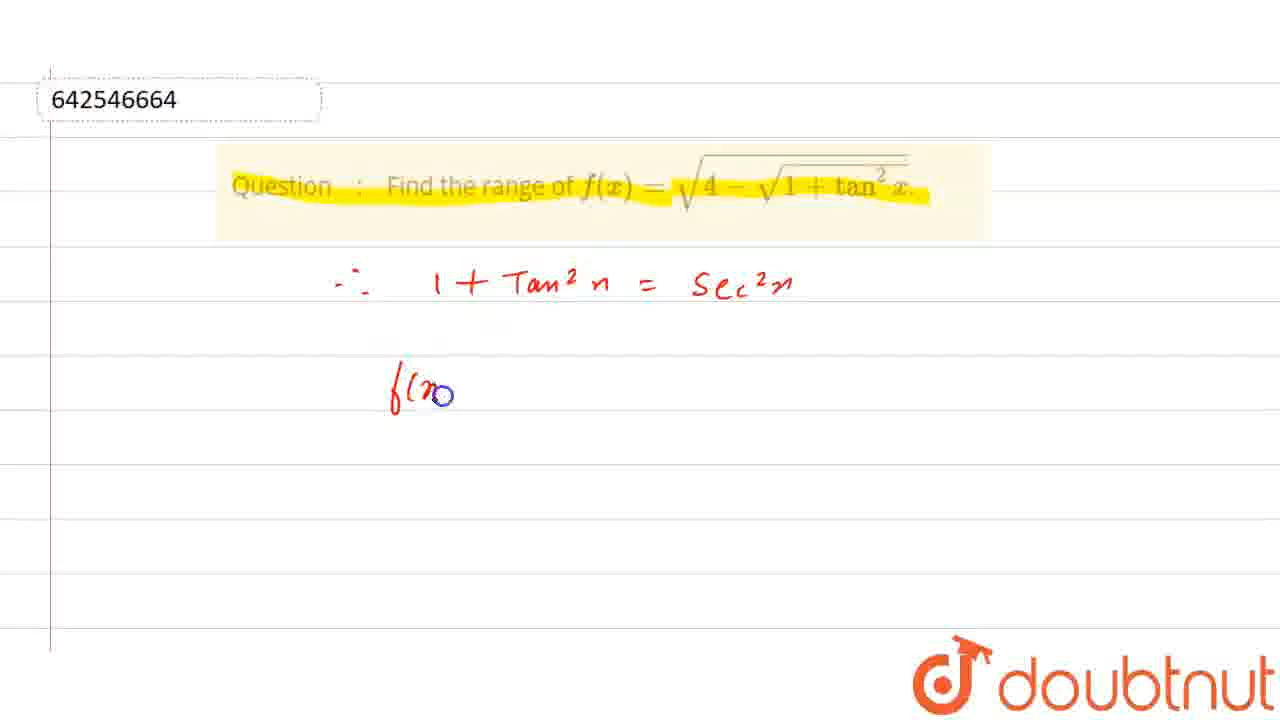 642546664
Question : Find the range of f(x) = √(4 − √(1 + tan² x)).
∴ 1 + Tan² x = Sec² x
f(x
doubtnut